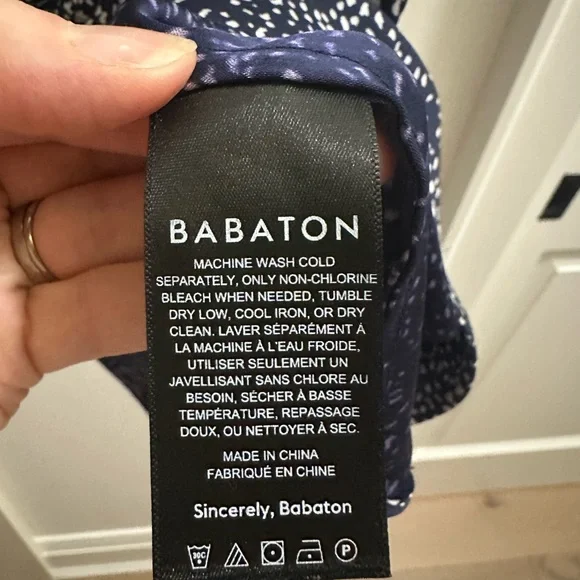 BABATON
MACHINE WASH COLD
SEPARATELY, ONLY NON-CHLORINE
BLEACH WHEN NEEDED, TUMBLE
DRY LOW, COOL IRON, OR DRY
CLEAN. LAVER SÉPARÉMENT À
LA MACHINE À L'EAU FROIDE,
UTILISER SEULEMENT UN
JAVELLISANT SANS CHLORE AU
BESOIN, SÉCHER À BASSE
TEMPÉRATURE, REPASSAGE
DOUX, OU NETTOYER À SEC.
MADE IN CHINA
FABRIQUÉ EN CHINE
Sincerely, Babaton
30C P